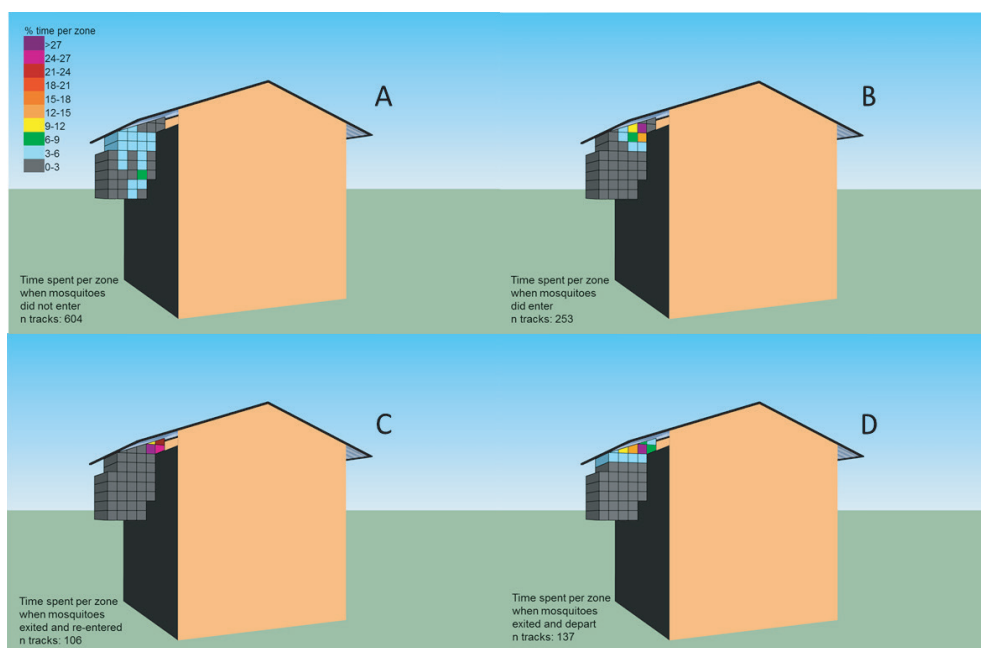 % time per zone
>27
24-27
21-24
18-21
15-18
12-15
9-12
6-9
3-6
0-3
A
Time spent per zone
when mosquitoes
did not enter
n tracks: 604
B
Time spent per zone
when mosquitoes
did enter
n tracks: 253
C
Time spent per zone
when mosquitoes
exited and re-entered
n tracks: 106
D
Time spent per zone
when mosquitoes
exited and depart
n tracks: 137